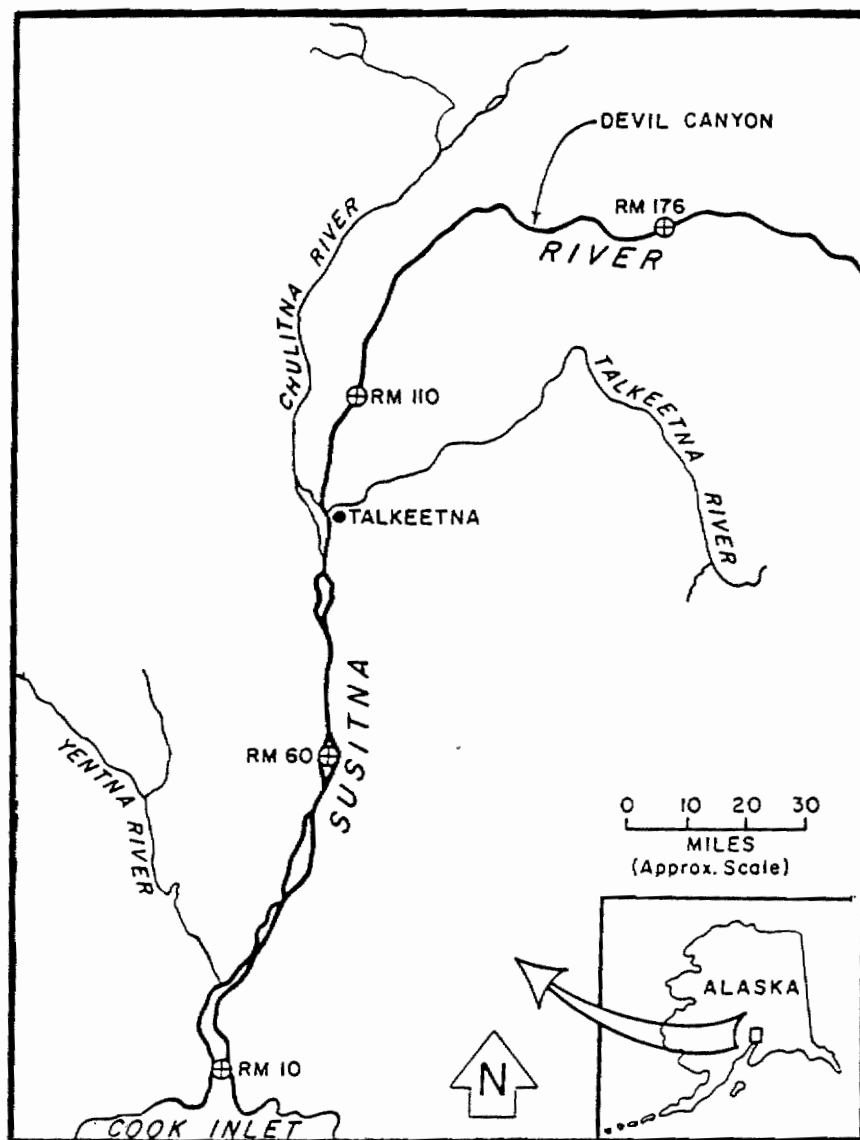 DEVIL CANYON
RM 176
RIVER
CHULITNA RIVER
RM 110
TALKEETNA RIVER
TALKEETNA
SUSITNA
RM 60
YENTNA RIVER
0 10 20 30
MILES
(Approx. Scale)
ALASKA
N
RM 10
COOK INLET